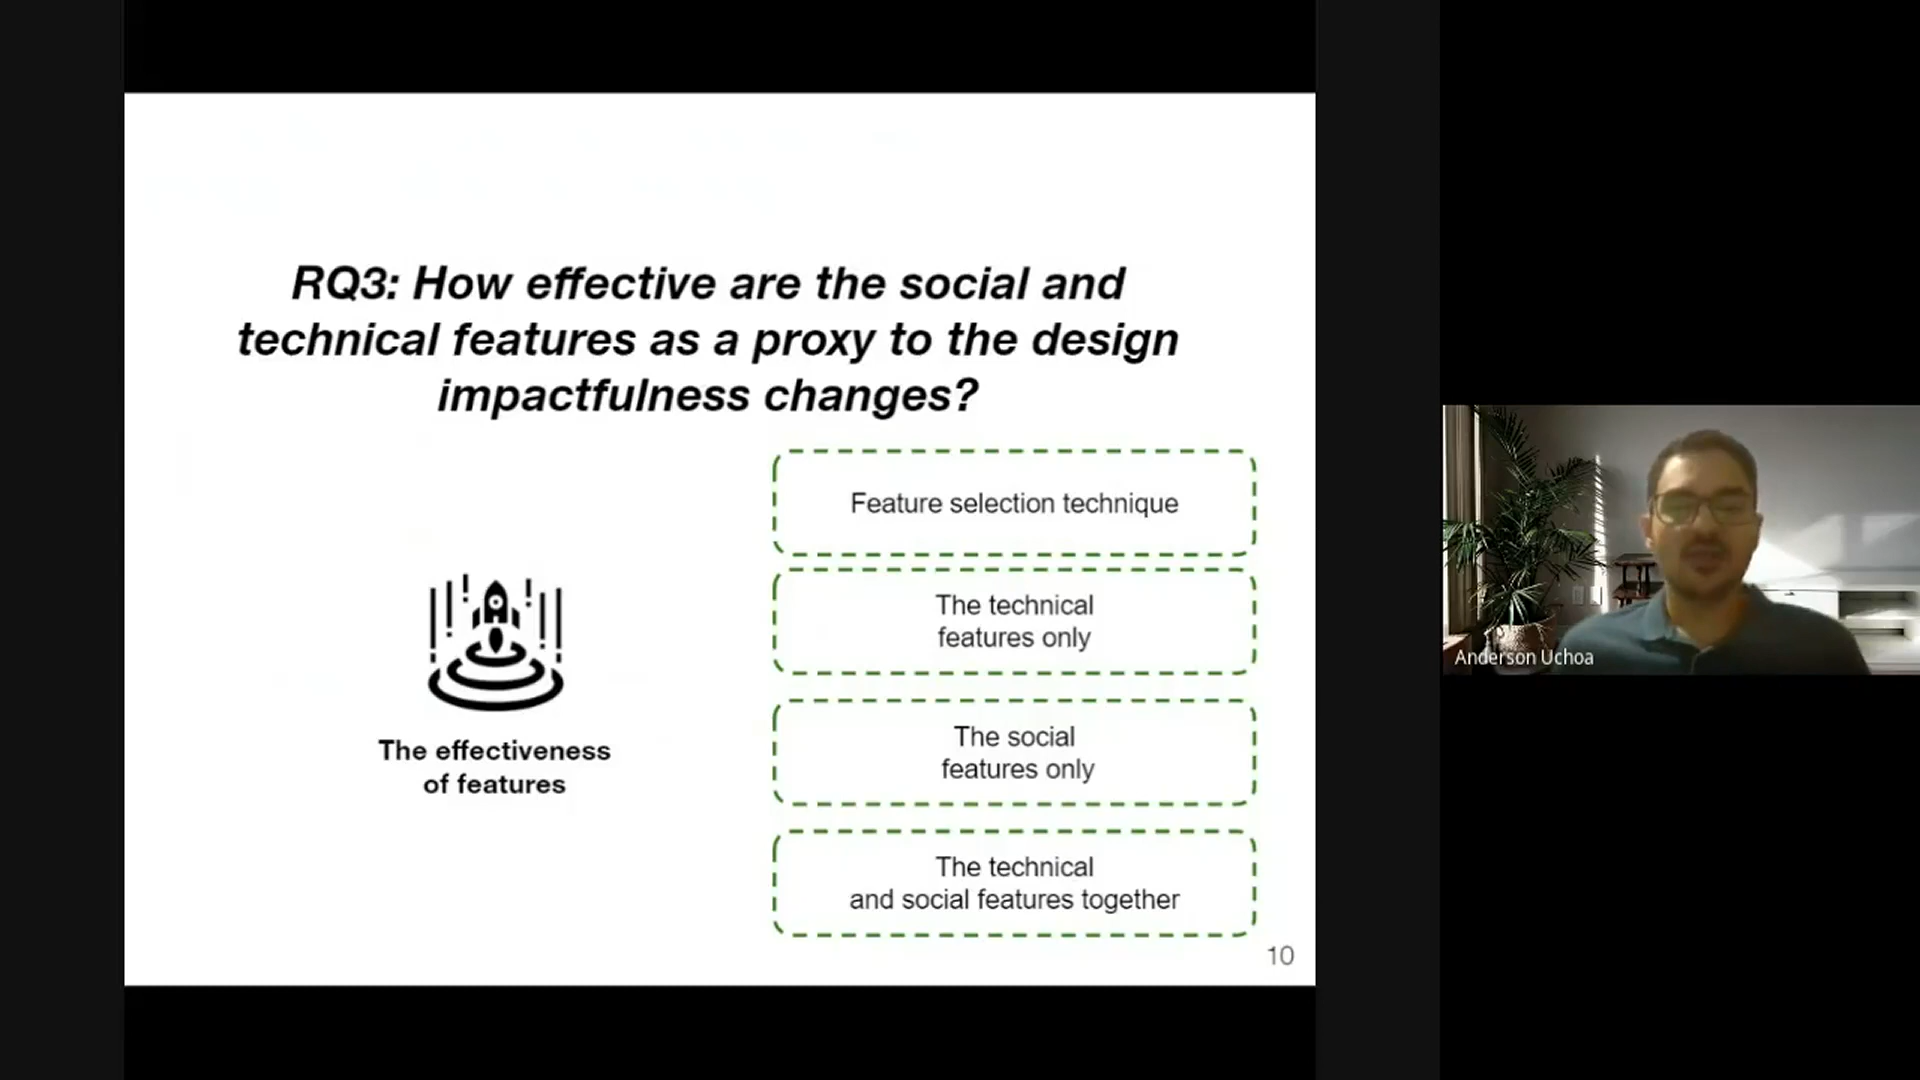 RQ3: How effective are the social and
technical features as a proxy to the design
impactfulness changes?
Feature selection technique
The technical
features only
The social
features only
The technical
and social features together
The effectiveness
of features
10
Anderson Uchoa